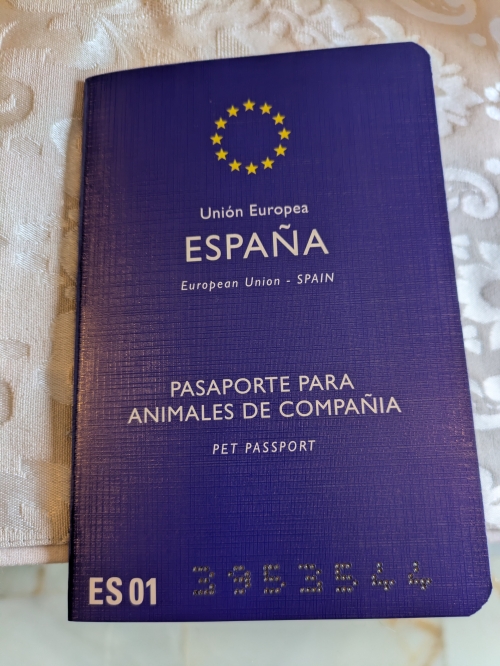 Unión Europea
ESPAÑA
European Union - SPAIN
PASAPORTE PARA
ANIMALES DE COMPAÑIA
PET PASSPORT
ES 01 3953544